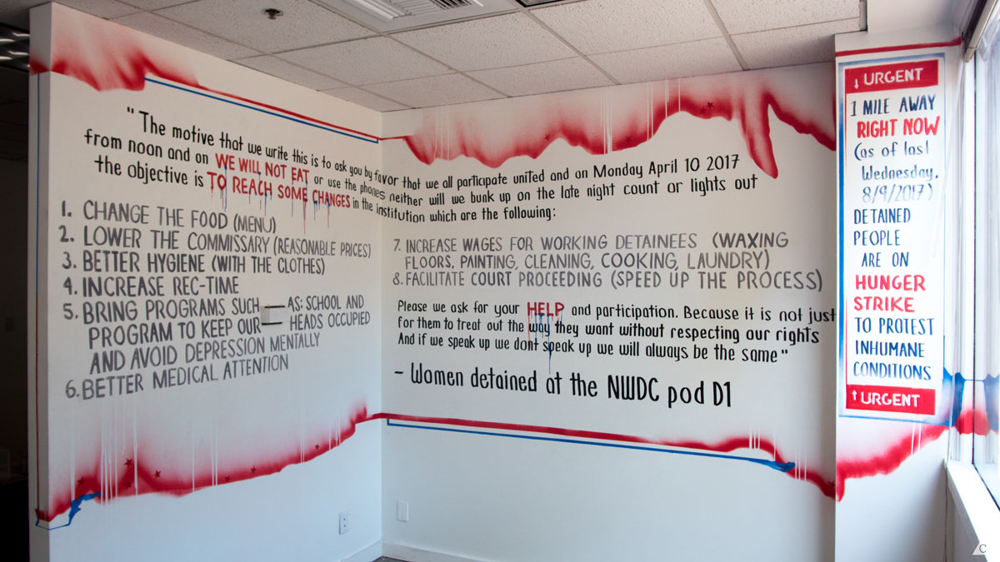 "The motive that we write this is to ask you by favor that we all participate united and on Monday April 10 2017
from noon and on WE WILL NOT EAT or use the phones neither will we bunk up on the late night count or lights out
the objective is TO REACH SOME CHANGES in the institution which are the following:
1. CHANGE THE FOOD (MENU)
2. LOWER THE COMMISSARY (REASONABLE PRICES)
3. BETTER HYGIENE (WITH THE CLOTHES)
4. INCREASE REC-TIME
5. BRING PROGRAMS SUCH AS: SCHOOL AND
PROGRAM TO KEEP OUR HEADS OCCUPIED
AND AVOID DEPRESSION MENTALLY
6. BETTER MEDICAL ATTENTION
7. INCREASE WAGES FOR WORKING DETAINEES (WAXING
FLOORS, PAINTING, CLEANING, COOKING, LAUNDRY)
8. FACILITATE COURT PROCEEDING (SPEED UP THE PROCESS)
Please we ask for your HELP and participation. Because it is not just
for them to treat out the way they want without respecting our rights
And if we speak up we dont speak up we will always be the same"
- Women detained at the NWDC pod D1
↓ URGENT
1 MILE AWAY
RIGHT NOW
(as of last
Wednesday,
8/9/2017)
DETAINED
PEOPLE
ARE ON
HUNGER
STRIKE
TO PROTEST
INHUMANE
CONDITIONS
↑ URGENT
C